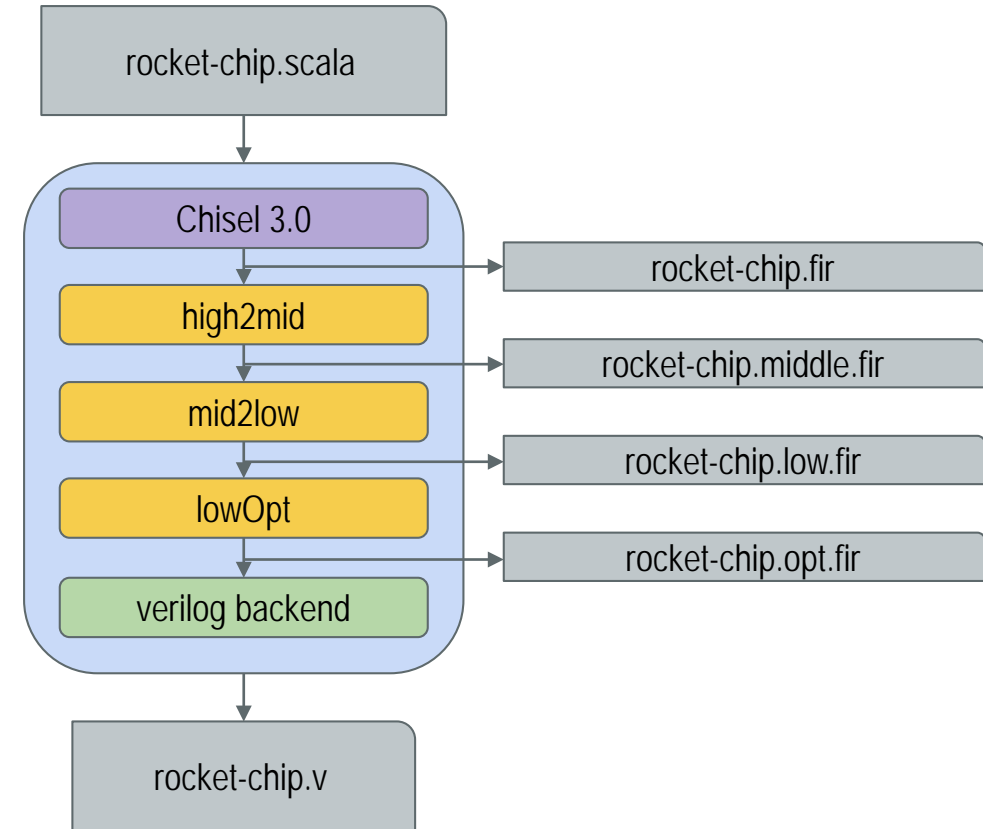 rocket-chip.scala
Chisel 3.0
rocket-chip.fir
high2mid
rocket-chip.middle.fir
mid2low
rocket-chip.low.fir
lowOpt
rocket-chip.opt.fir
verilog backend
rocket-chip.v